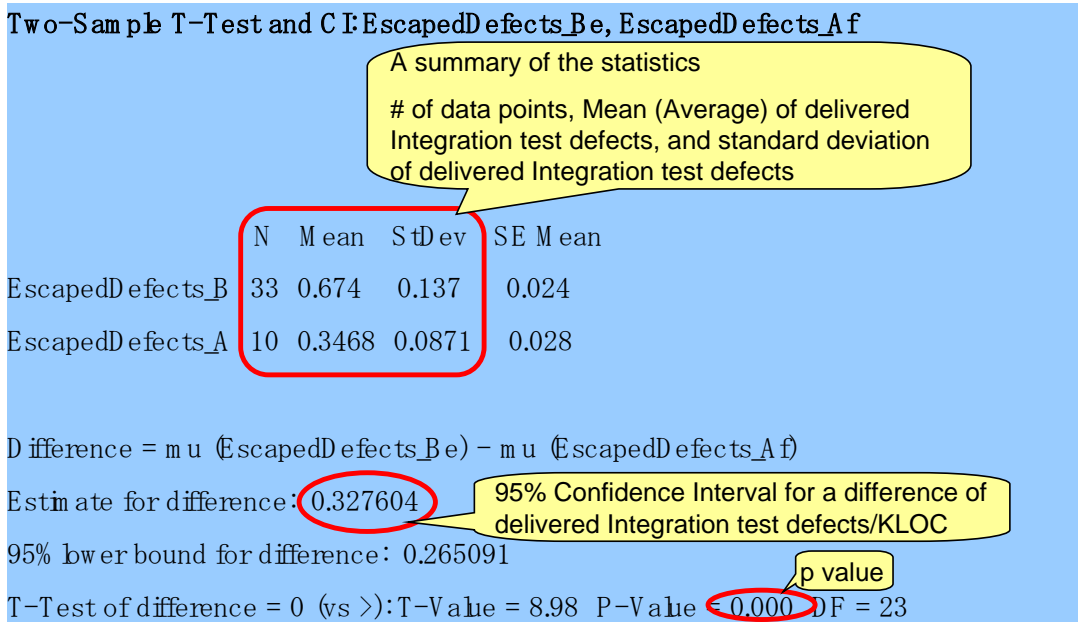 Two-Sample T-Test and CI: EscapedDefects_Be, EscapedDefects_Af
A summary of the statistics
# of data points, Mean (Average) of delivered
Integration test defects, and standard deviation
of delivered Integration test defects
N Mean StDev SE Mean
EscapedDefects_B 33 0.674 0.137 0.024
EscapedDefects_A 10 0.3468 0.0871 0.028
Difference = mu (EscapedDefects_Be) - mu (EscapedDefects_Af)
Estimate for difference: 0.327604
95% Confidence Interval for a difference of
delivered Integration test defects/KLOC
95% lower bound for difference: 0.265091
p value
T-Test of difference = 0 (vs >): T-Value = 8.98 P-Value = 0.000 DF = 23